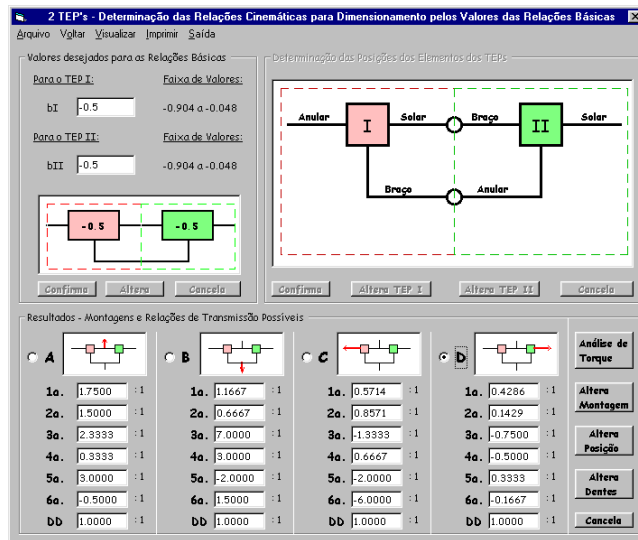 2 TEP's - Determinação das Relações Cinemáticas para Dimensionamento pelos Valores das Relações Básicas
Arquivo Voltar Visualizar Imprimir Saída
Valores desejados para as Relações Básicas
Para o TEP I: Faixa de Valores:
bI -0.5 -0.904 a -0.048
Para o TEP II: Faixa de Valores:
bII -0.5 -0.904 a -0.048
-0.5 -0.5
Confirma Altera Cancela
Determinação das Posições dos Elementos dos TEPs
Anular I Solar Braço II Solar
Braço Anular
Confirma Altera TEP I Altera TEP II Cancela
Resultados - Montagens e Relações de Transmissão Possíveis
A B C D
1a. 1.7500 :1 1a. 1.1667 :1 1a. 0.5714 :1 1a. 0.4286 :1
2a. 1.5000 :1 2a. 0.6667 :1 2a. 0.8571 :1 2a. 0.1429 :1
3a. 2.3333 :1 3a. 7.0000 :1 3a. -1.3333 :1 3a. -0.7500 :1
4a. 0.3333 :1 4a. 3.0000 :1 4a. 0.6667 :1 4a. -0.5000 :1
5a. 3.0000 :1 5a. -2.0000 :1 5a. -2.0000 :1 5a. 0.3333 :1
6a. -0.5000 :1 6a. 1.5000 :1 6a. -6.0000 :1 6a. -0.1667 :1
DD 1.0000 :1 DD 1.0000 :1 DD 1.0000 :1 DD 1.0000 :1
Análise de
Torque
Altera
Montagem
Altera
Posição
Altera
Dentes
Cancela